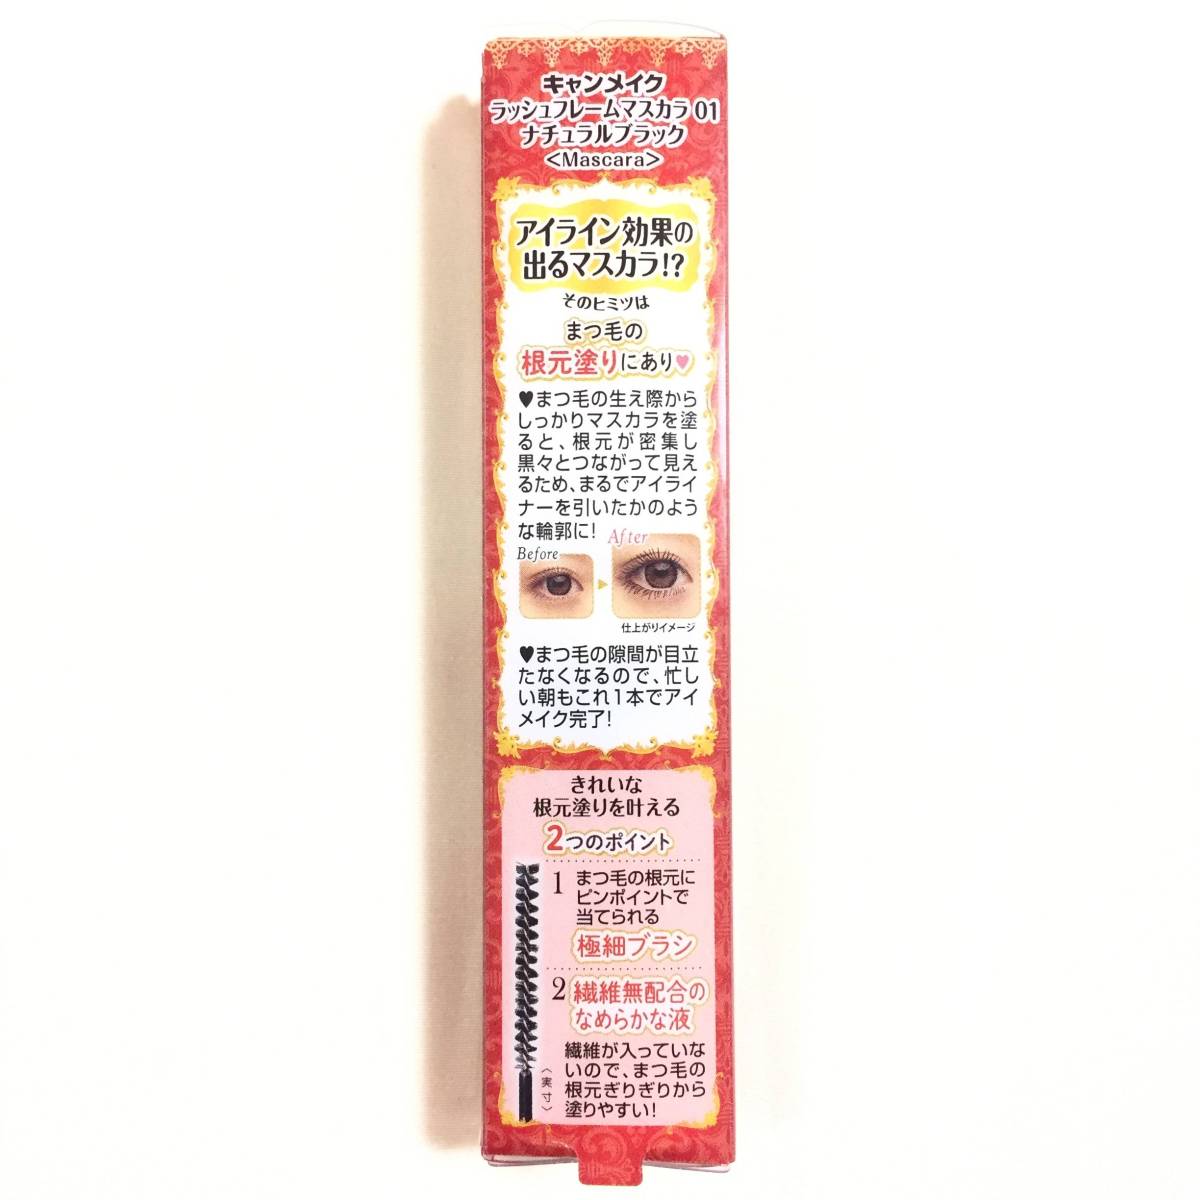 キャンメイク
ラッシュフレームマスカラ 01
ナチュラルブラック
<Mascara>
アイライン効果の
出るマスカラ!?
そのヒミツは
まつ毛の
根元塗りにあり♥
♥まつ毛の生え際から
しっかりマスカラを塗
ると、根元が密集し
黒々とつながって見え
るため、まるでアイライ
ナーを引いたかのよう
な輪郭に!
Before
After
仕上がりイメージ
♥まつ毛の隙間が目立
たなくなるので、忙し
い朝もこれ1本でアイ
メイク完了!
きれいな
根元塗りを叶える
2つのポイント
1 まつ毛の根元に
ピンポイントで
当てられる
極細ブラシ
2 繊維無配合の
なめらかな液
繊維が入っていな
いので、まつ毛の
根元ぎりぎりから
塗りやすい!
〈実寸〉